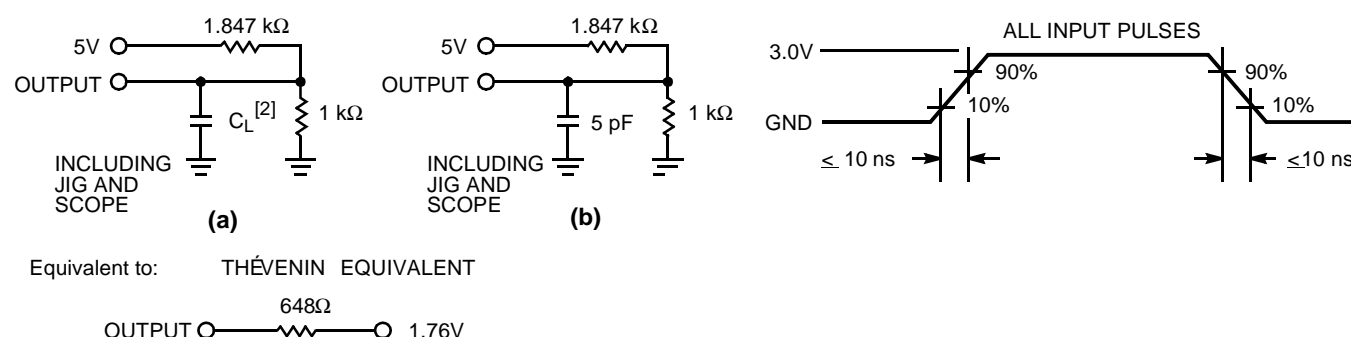 1.847 kΩ
5V
OUTPUT
C_L [2]
1 kΩ
INCLUDING
JIG AND
SCOPE
(a)
1.847 kΩ
5V
OUTPUT
5 pF
1 kΩ
INCLUDING
JIG AND
SCOPE
(b)
ALL INPUT PULSES
3.0V
90%
10%
GND
90%
10%
≤ 10 ns
≤10 ns
Equivalent to: THÉVENIN EQUIVALENT
648Ω
OUTPUT 1.76V